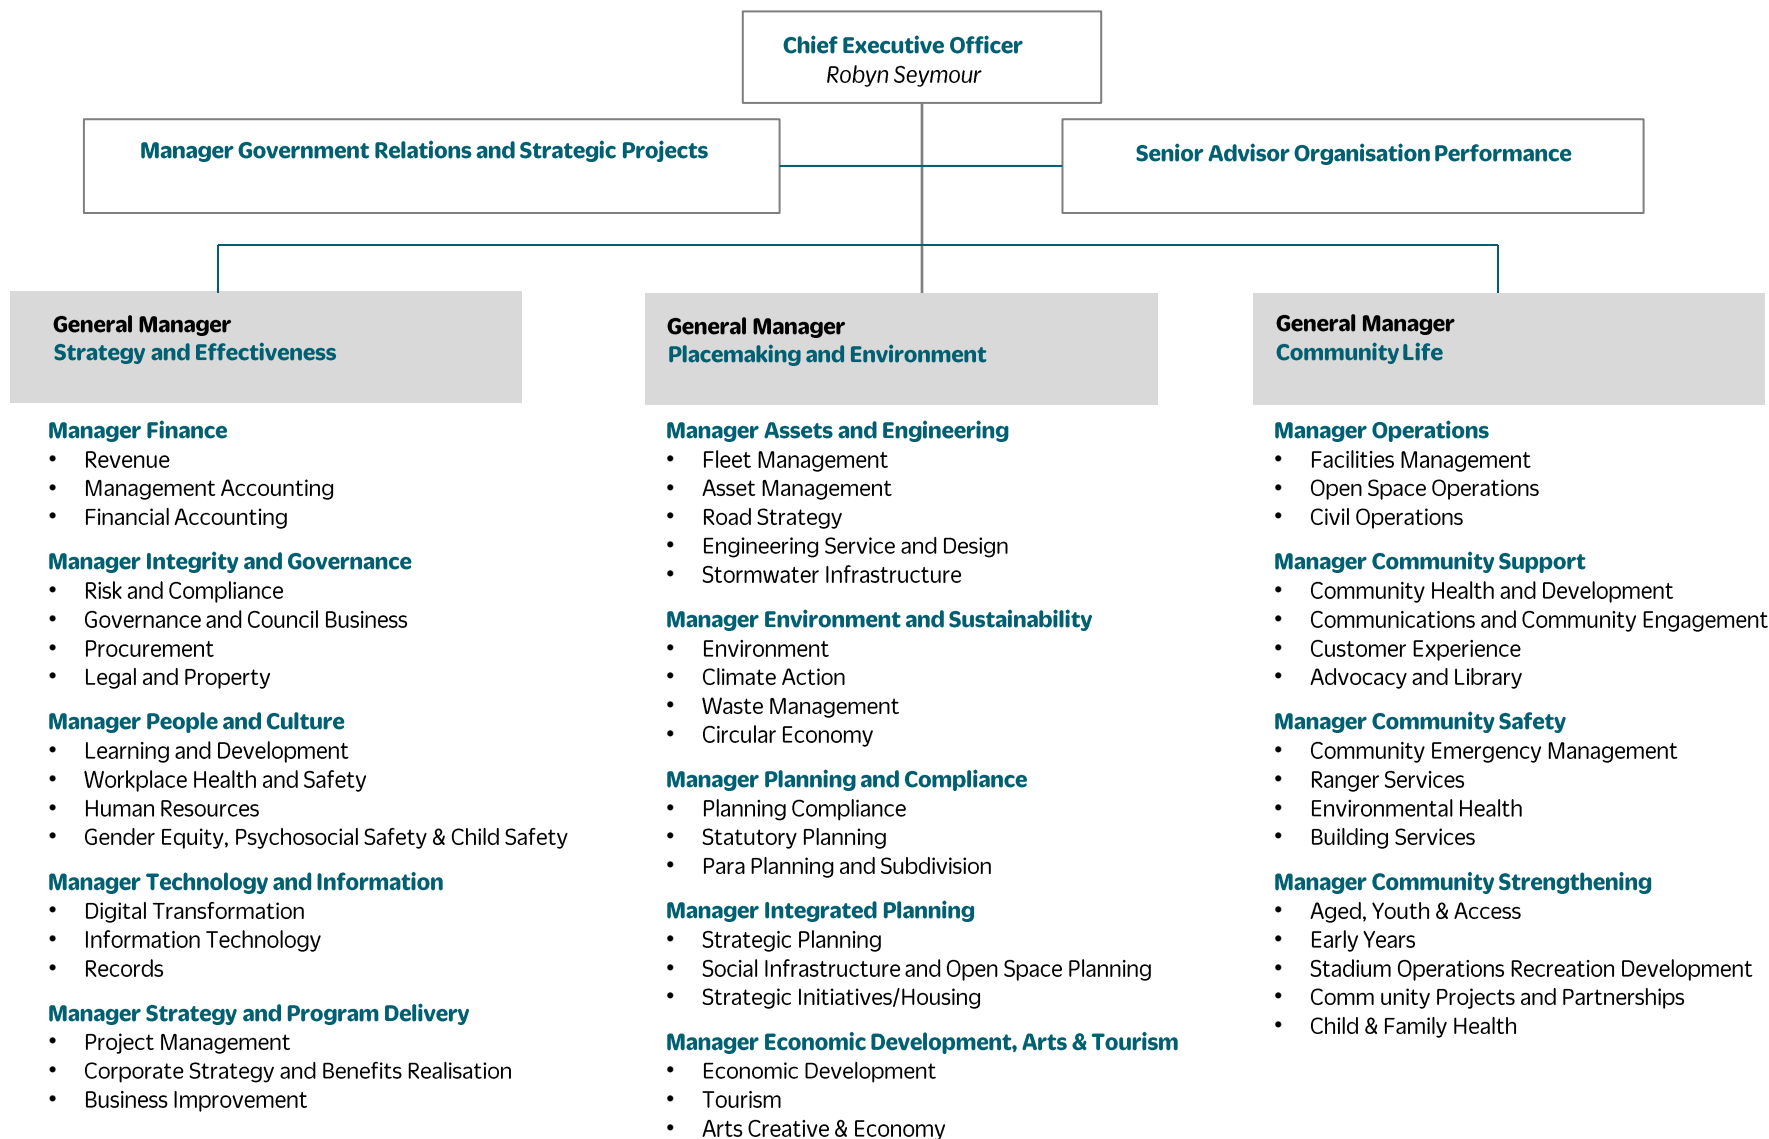 Chief Executive Officer
Robyn Seymour
Manager Government Relations and Strategic Projects
Senior Advisor Organisation Performance
General Manager
Strategy and Effectiveness
Manager Finance
• Revenue
• Management Accounting
• Financial Accounting
Manager Integrity and Governance
• Risk and Compliance
• Governance and Council Business
• Procurement
• Legal and Property
Manager People and Culture
• Learning and Development
• Workplace Health and Safety
• Human Resources
• Gender Equity, Psychosocial Safety & Child Safety
Manager Technology and Information
• Digital Transformation
• Information Technology
• Records
Manager Strategy and Program Delivery
• Project Management
• Corporate Strategy and Benefits Realisation
• Business Improvement
General Manager
Placemaking and Environment
Manager Assets and Engineering
• Fleet Management
• Asset Management
• Road Strategy
• Engineering Service and Design
• Stormwater Infrastructure
Manager Environment and Sustainability
• Environment
• Climate Action
• Waste Management
• Circular Economy
Manager Planning and Compliance
• Planning Compliance
• Statutory Planning
• Para Planning and Subdivision
Manager Integrated Planning
• Strategic Planning
• Social Infrastructure and Open Space Planning
• Strategic Initiatives/Housing
Manager Economic Development, Arts & Tourism
• Economic Development
• Tourism
• Arts Creative & Economy
General Manager
Community Life
Manager Operations
• Facilities Management
• Open Space Operations
• Civil Operations
Manager Community Support
• Community Health and Development
• Communications and Community Engagement
• Customer Experience
• Advocacy and Library
Manager Community Safety
• Community Emergency Management
• Ranger Services
• Environmental Health
• Building Services
Manager Community Strengthening
• Aged, Youth & Access
• Early Years
• Stadium Operations Recreation Development
• Comm unity Projects and Partnerships
• Child & Family Health